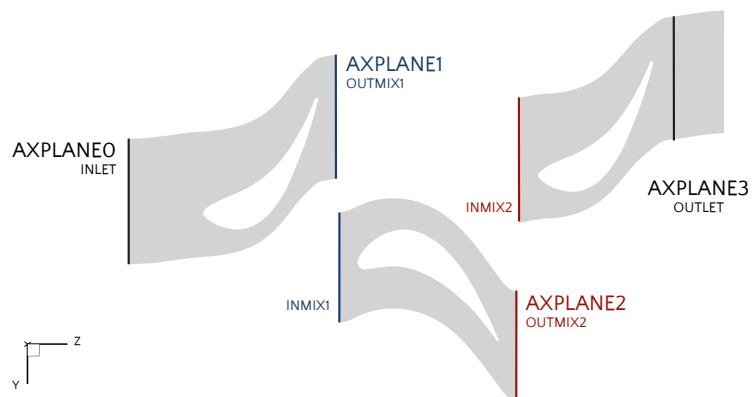 AXPLANE0
INLET
AXPLANE1
OUTMIX1
INMIX2
AXPLANE3
OUTLET
INMIX1
AXPLANE2
OUTMIX2
Z
Y